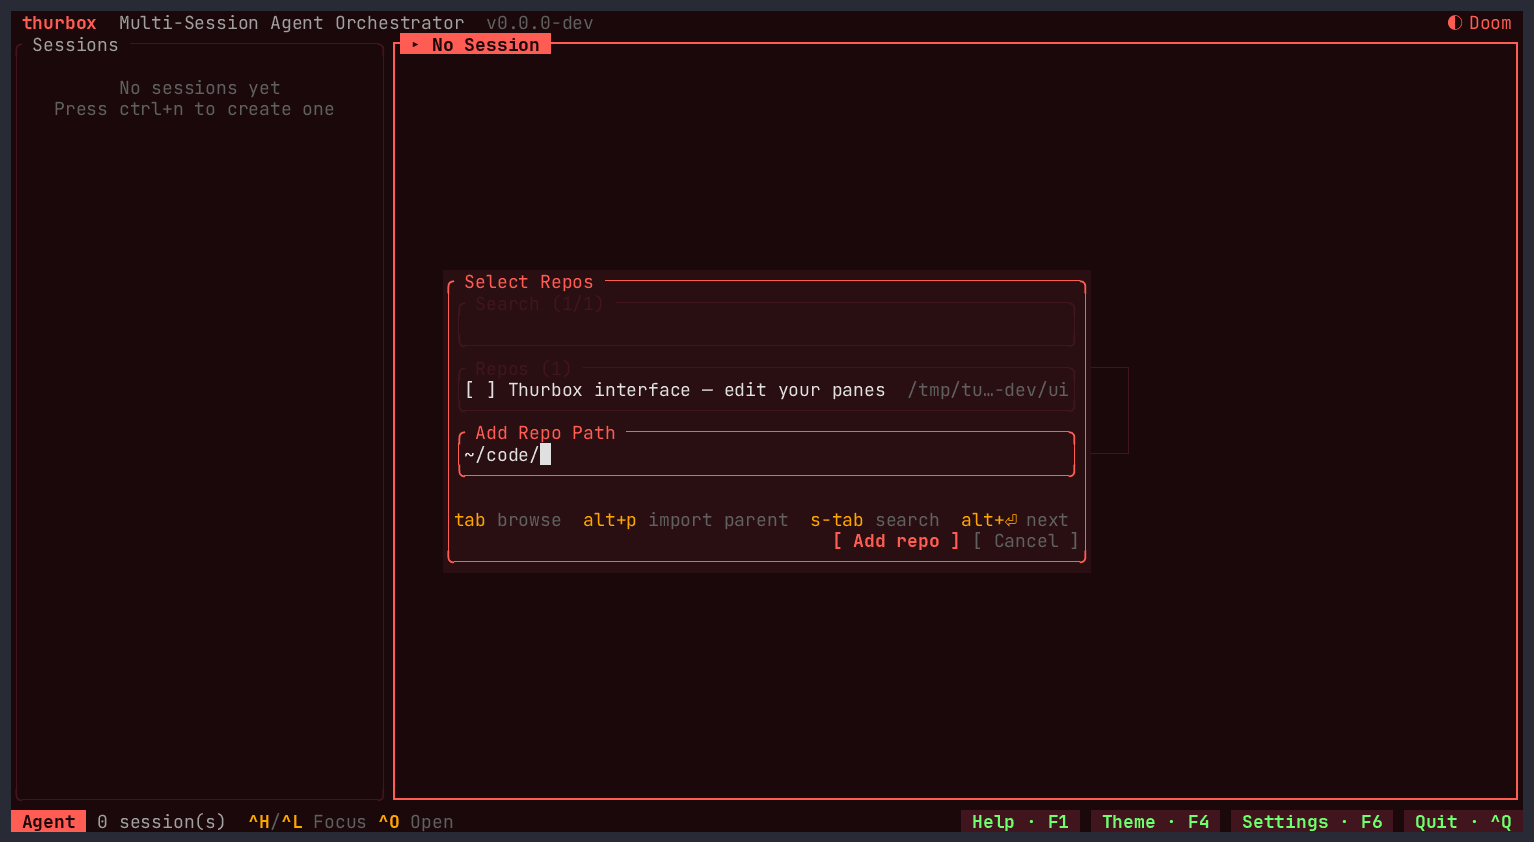 thurbox Multi-Session Agent Orchestrator v0.0.0-dev ◐ Doom
Sessions
▸ No Session
No sessions yet
Press ctrl+n to create one
Select Repos
Search (1/1)
Repos (1)
[ ] Thurbox interface — edit your panes /tmp/tu…-dev/ui
Add Repo Path
~/code/
tab browse alt+p import parent s-tab search alt+⏎ next
[ Add repo ] [ Cancel ]
Agent 0 session(s) ^H/^L Focus ^O Open Help · F1 Theme · F4 Settings · F6 Quit · ^Q